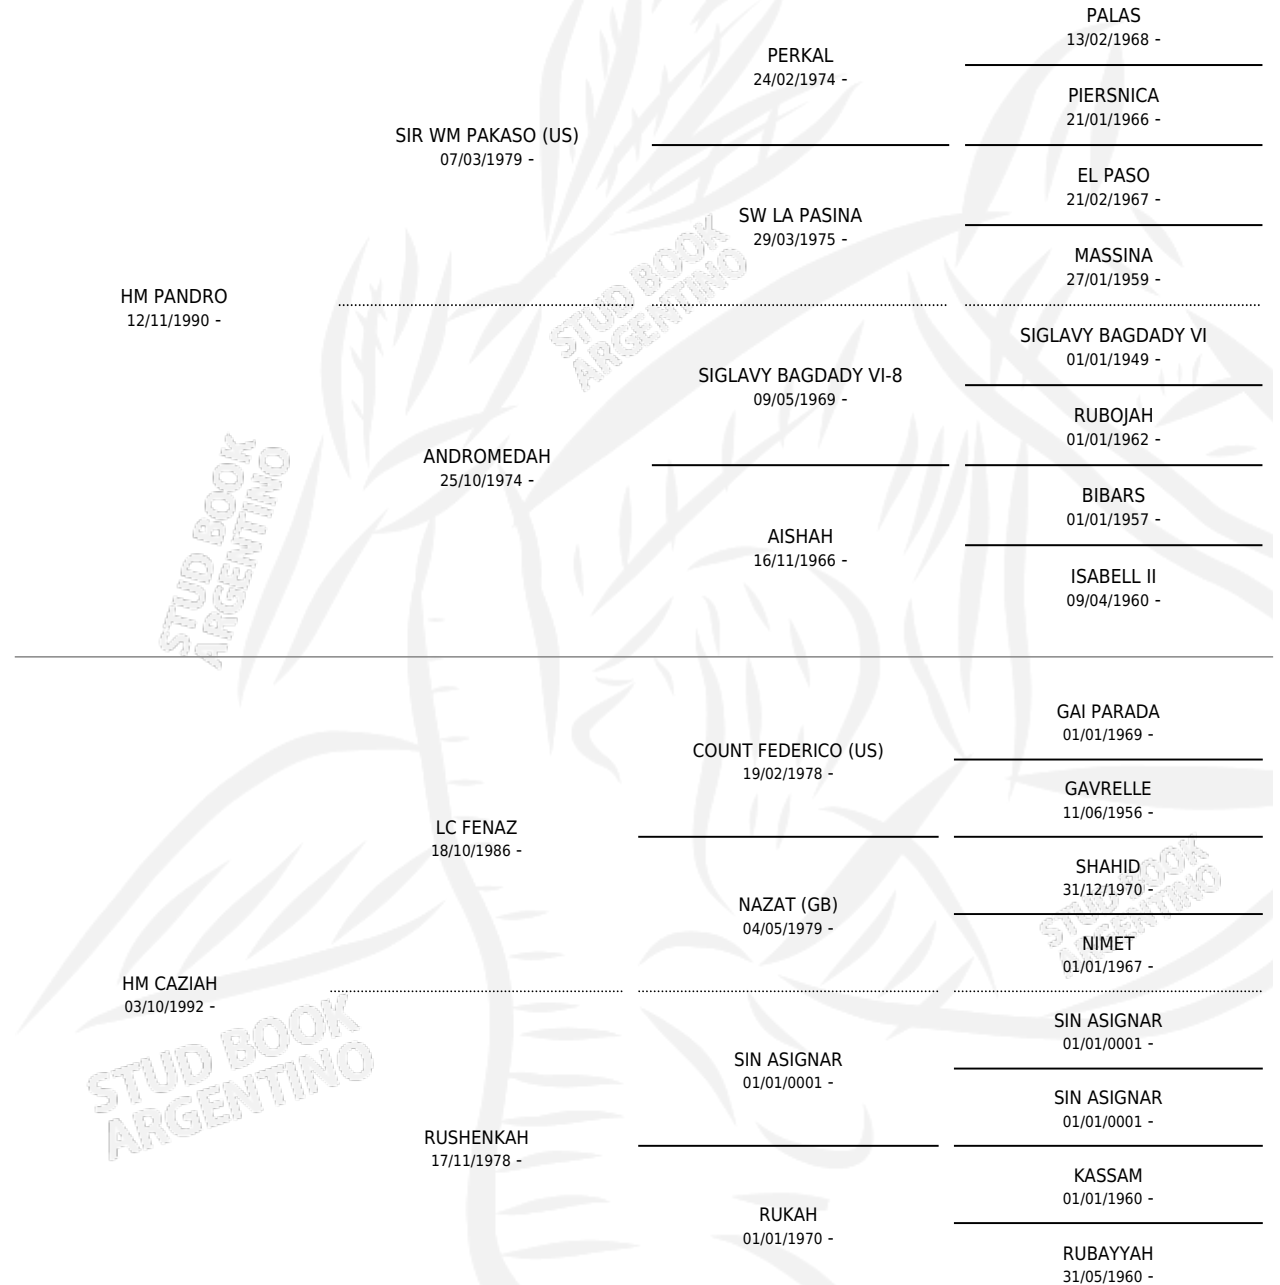 PALAS
13/02/1968 -
PERKAL
24/02/1974 -
PIERSNICA
21/01/1966 -
SIR WM PAKASO (US)
07/03/1979 -
EL PASO
21/02/1967 -
SW LA PASINA
29/03/1975 -
MASSINA
27/01/1959 -
HM PANDRO
12/11/1990 -
SIGLAVY BAGDADY VI
01/01/1949 -
SIGLAVY BAGDADY VI-8
09/05/1969 -
RUBOJAH
01/01/1962 -
ANDROMEDAH
25/10/1974 -
BIBARS
01/01/1957 -
AISHAH
16/11/1966 -
ISABELL II
09/04/1960 -
GAI PARADA
01/01/1969 -
COUNT FEDERICO (US)
19/02/1978 -
GAVRELLE
11/06/1956 -
LC FENAZ
18/10/1986 -
SHAHID
31/12/1970 -
NAZAT (GB)
04/05/1979 -
NIMET
01/01/1967 -
HM CAZIAH
03/10/1992 -
SIN ASIGNAR
01/01/0001 -
SIN ASIGNAR
01/01/0001 -
SIN ASIGNAR
01/01/0001 -
RUSHENKAH
17/11/1978 -
KASSAM
01/01/1960 -
RUKAH
01/01/1970 -
RUBAYYAH
31/05/1960 -
STUD BOOK
ARGENTINO
STUD BOOK
ARGENTINO
STUD BOOK
ARGENTINO
STUD BOOK
ARGENTINO